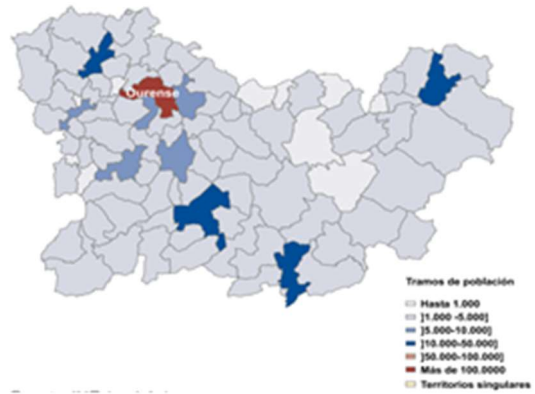 Ourense
Tramos de población
Hasta 1.000
]1.000 -5.000]
]5.000-10.000]
]10.000-50.000]
]50.000-100.000]
Más de 100.0000
Territorios singulares